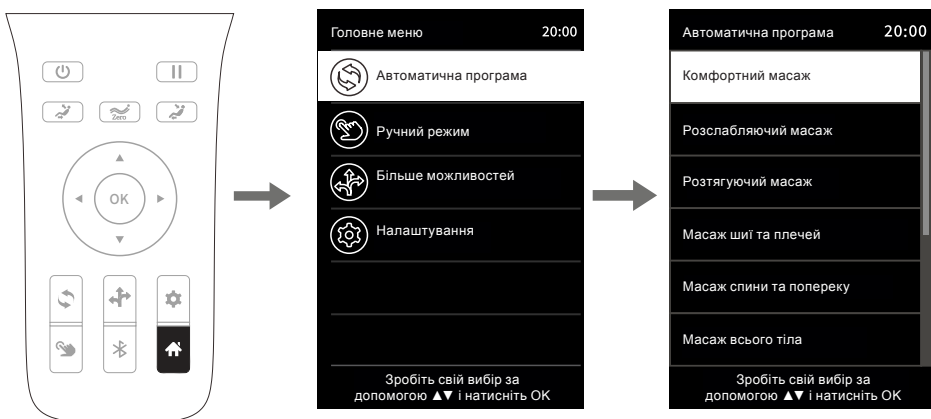 Zero
OK
Головне меню 20:00
Автоматична програма
Ручний режим
Більше можливостей
Налаштування
Зробіть свій вибір за
допомогою ▲▼ і натисніть OK
Автоматична програма 20:00
Комфортний масаж
Розслабляючий масаж
Розтягуючий масаж
Масаж шиї та плечей
Масаж спини та попереку
Масаж всього тіла
Зробіть свій вибір за
допомогою ▲▼ і натисніть OK